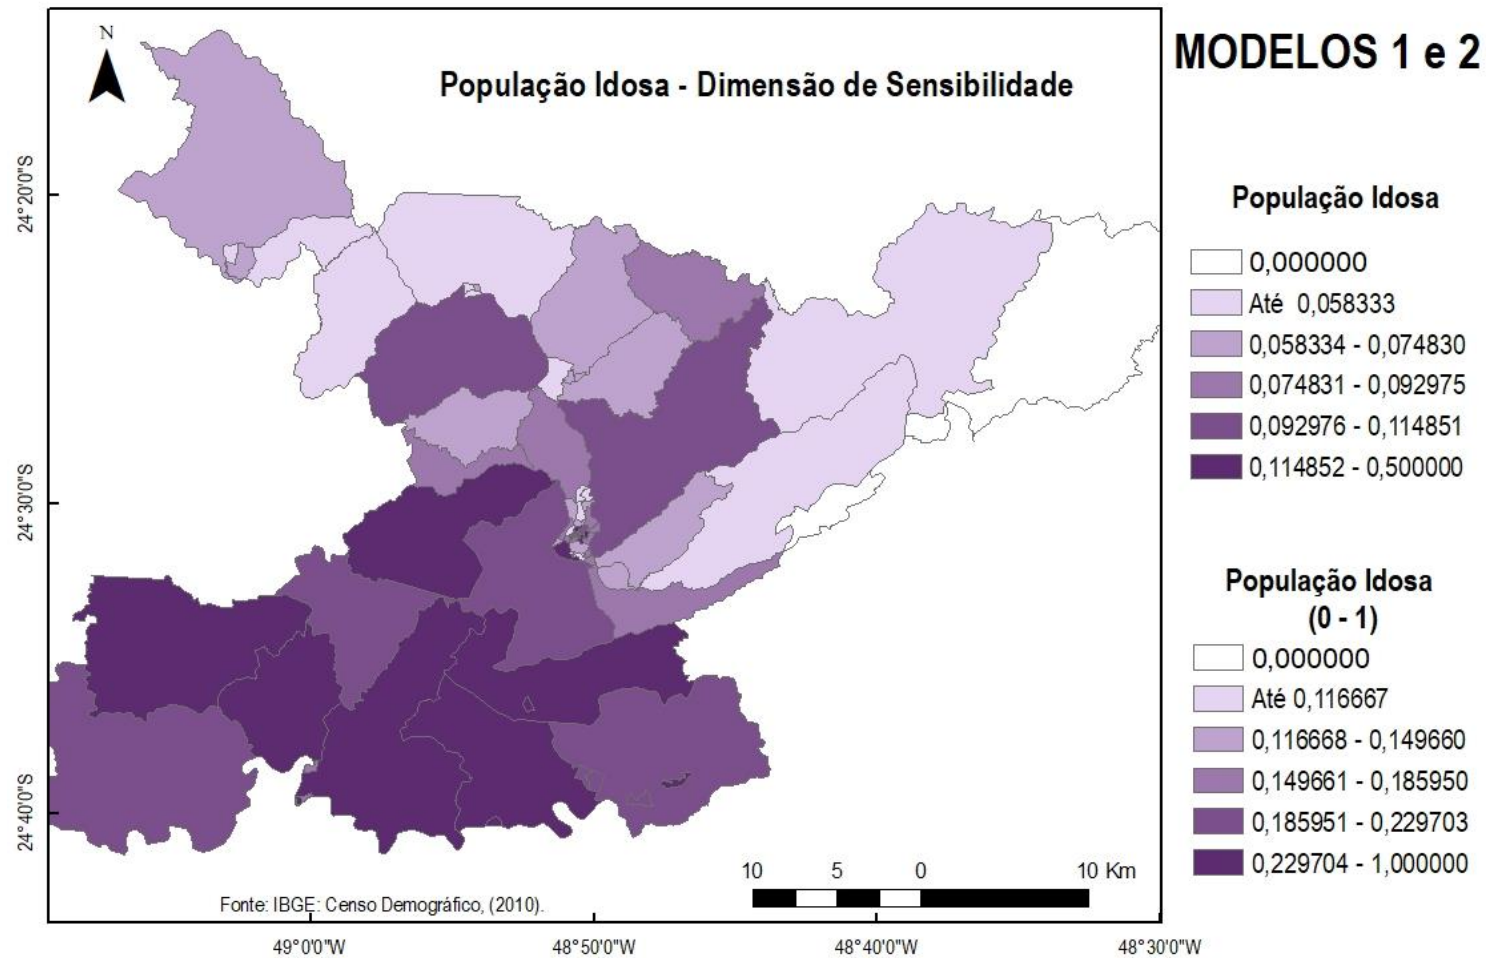 MODELOS 1 e 2
N
População Idosa - Dimensão de Sensibilidade
24°20'0"S
24°30'0"S
24°40'0"S
População Idosa
0,000000
Até 0,058333
0,058334 - 0,074830
0,074831 - 0,092975
0,092976 - 0,114851
0,114852 - 0,500000
População Idosa
(0 - 1)
0,000000
Até 0,116667
0,116668 - 0,149660
0,149661 - 0,185950
0,185951 - 0,229703
0,229704 - 1,000000
10 5 0 10 Km
Fonte: IBGE: Censo Demográfico, (2010).
49°0'0"W 48°50'0"W 48°40'0"W 48°30'0"W